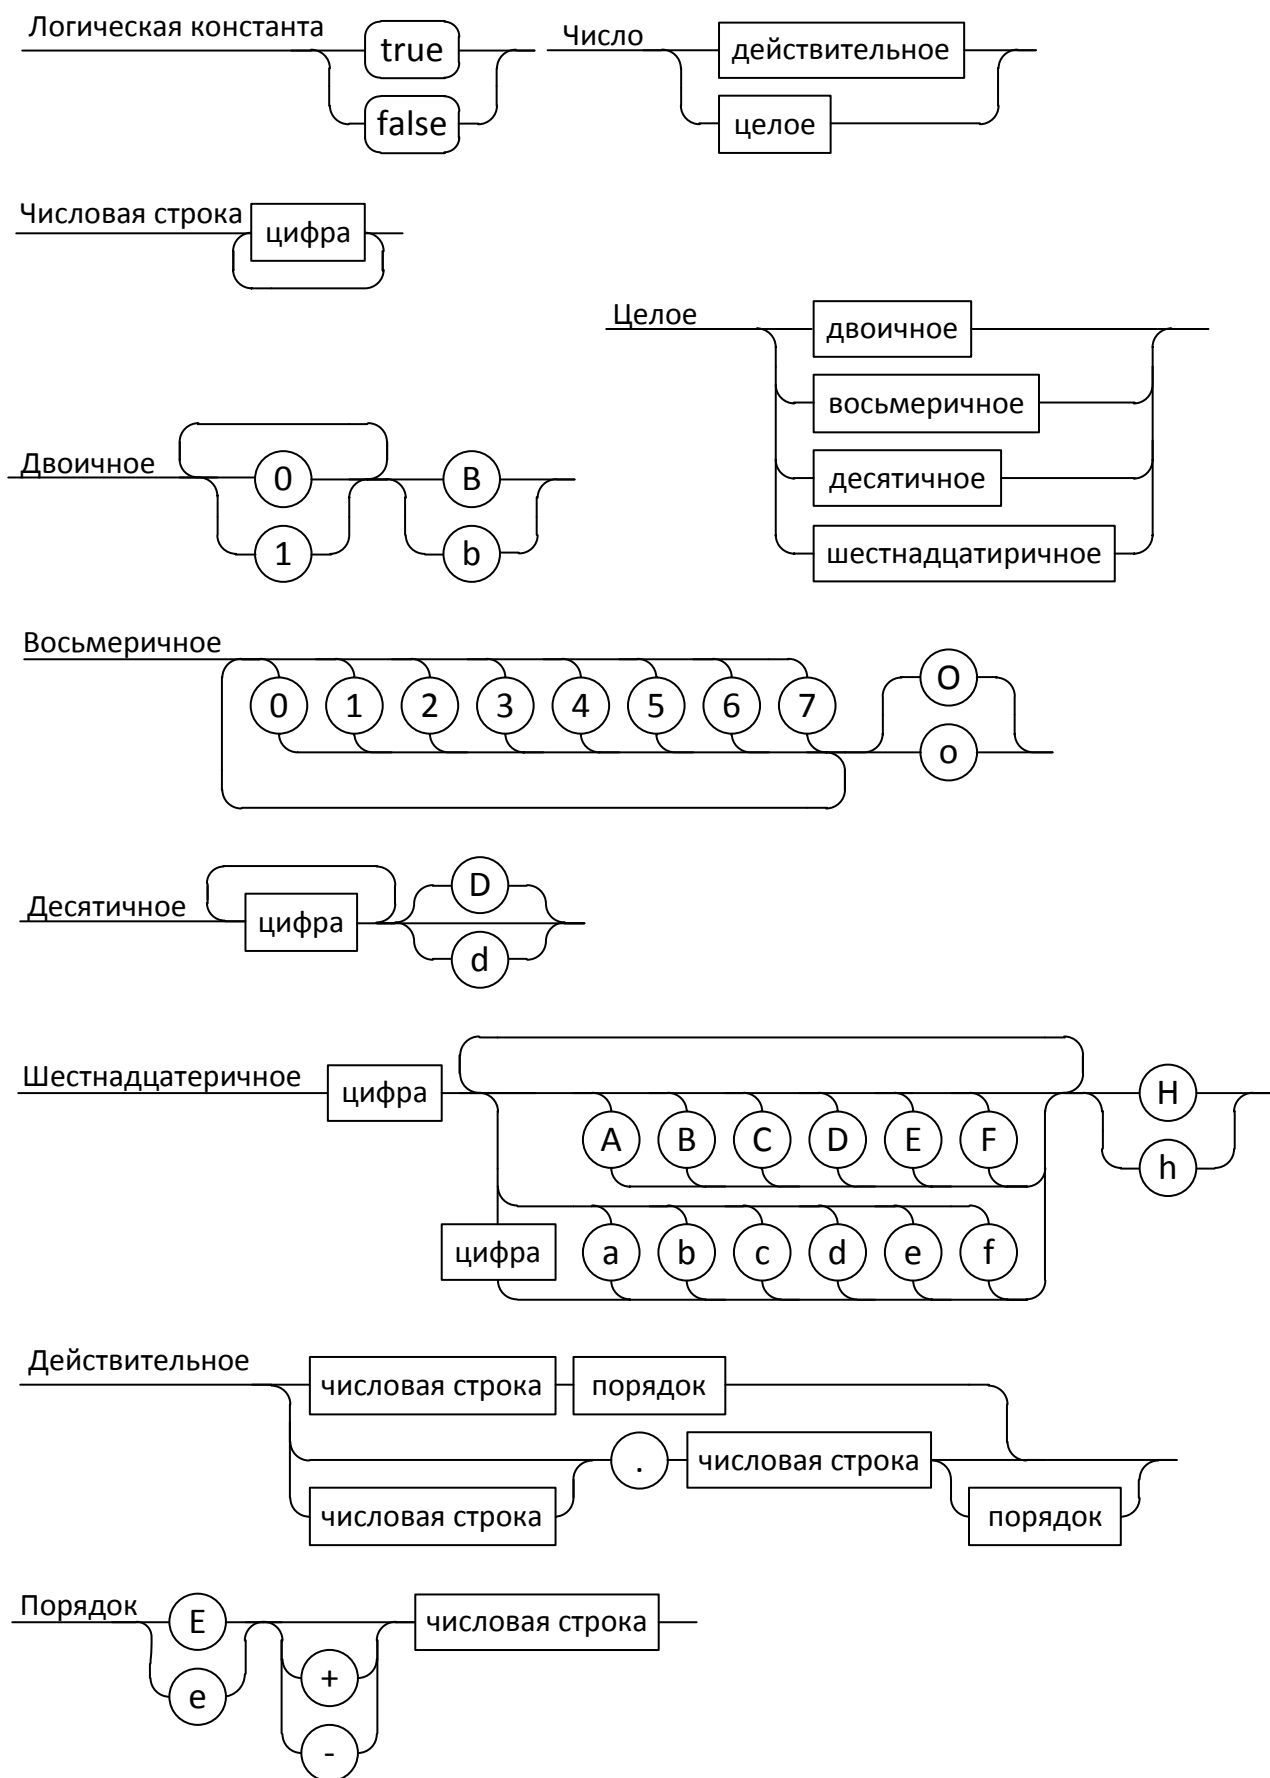 Логическая константа
true
false
Число
действительное
целое
Числовая строка
цифра
Целое
двоичное
восьмеричное
десятичное
шестнадцатиричное
Двоичное
0
1
B
b
Восьмеричное
0 1 2 3 4 5 6 7
O
o
Десятичное
цифра
D
d
Шестнадцатеричное
цифра
A B C D E F
H
h
цифра
a b c d e f
Действительное
числовая строка порядок
. числовая строка
числовая строка
порядок
Порядок
E
e
+
-
числовая строка